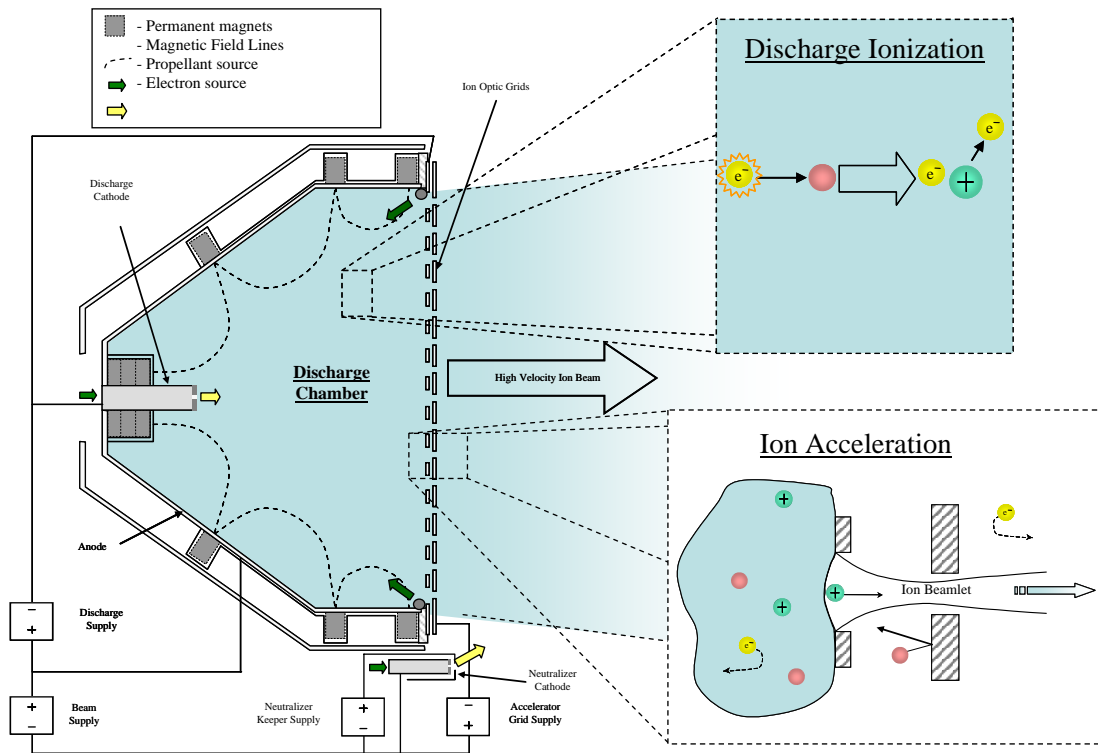 - Permanent magnets
- Magnetic Field Lines
- Propellant source
- Electron source
Ion Optic Grids
Discharge Ionization
e⁻
e⁻
e⁻
+
Discharge
Cathode
Discharge
Chamber
High Velocity Ion Beam
Ion Acceleration
+
e⁻
+
+
Ion Beamlet
e⁻
Anode
−
+
Discharge
Supply
+
−
Beam
Supply
Neutralizer
Keeper Supply
+
−
−
+
Accelerator
Grid Supply
Neutralizer
Cathode